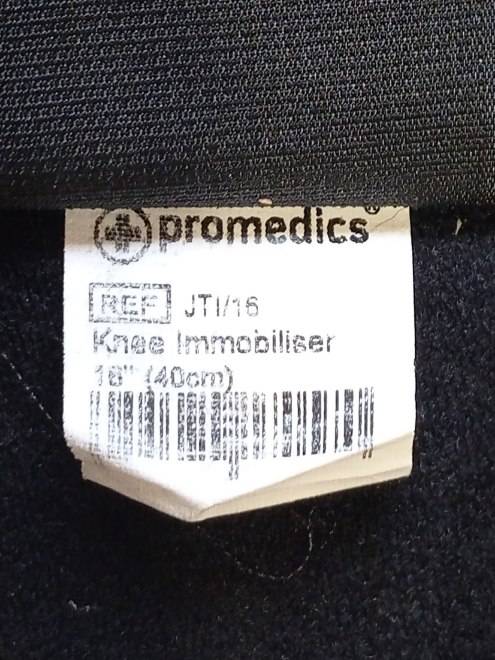 promedics®
REF JTI/16
Knee Immobiliser
16" (40cm)